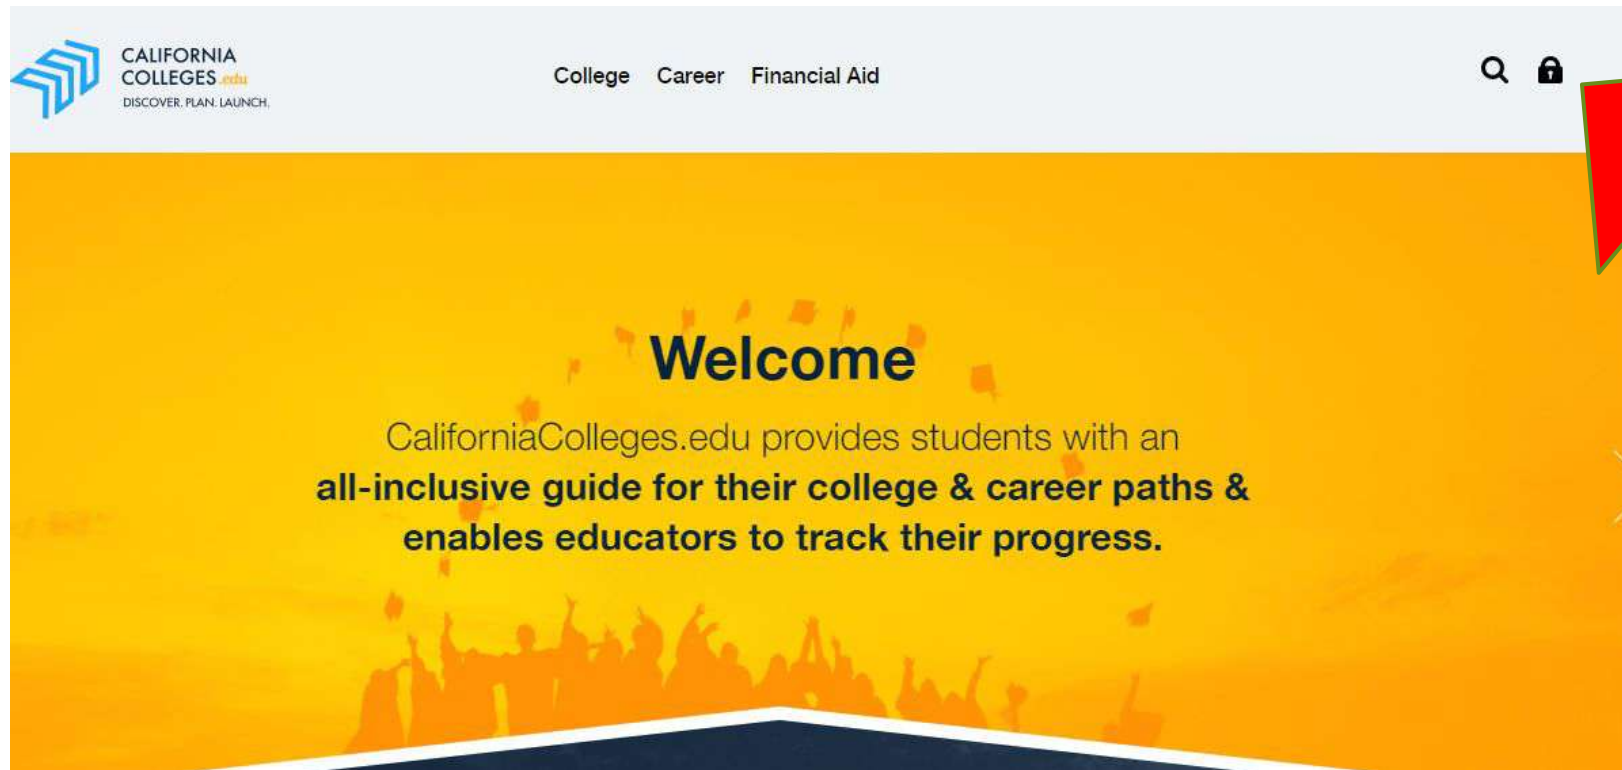 CALIFORNIA
COLLEGES.edu
DISCOVER. PLAN. LAUNCH.
College Career Financial Aid
Welcome
CaliforniaColleges.edu provides students with an
all-inclusive guide for their college & career paths &
enables educators to track their progress.